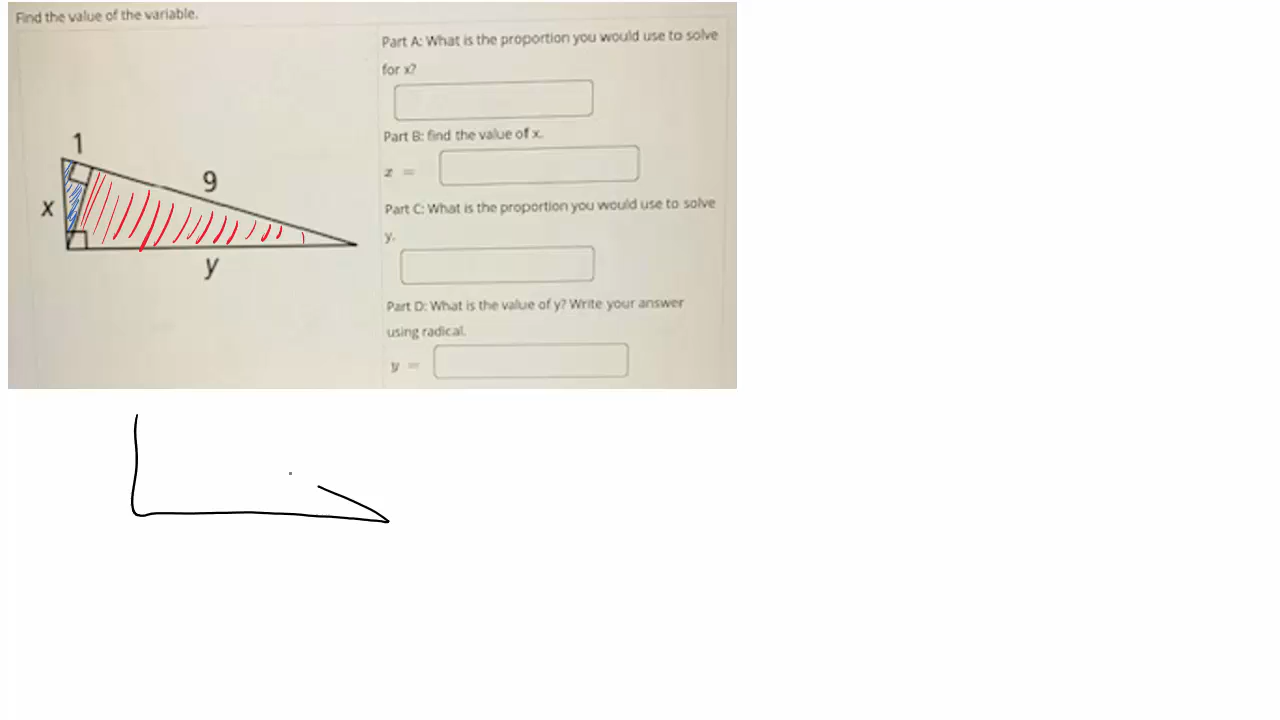 Find the value of the variable.
Part A: What is the proportion you would use to solve
for x?
1
9
Part B: find the value of x.
x =
x
Part C: What is the proportion you would use to solve
y.
y
Part D: What is the value of y? Write your answer
using radical.
y =